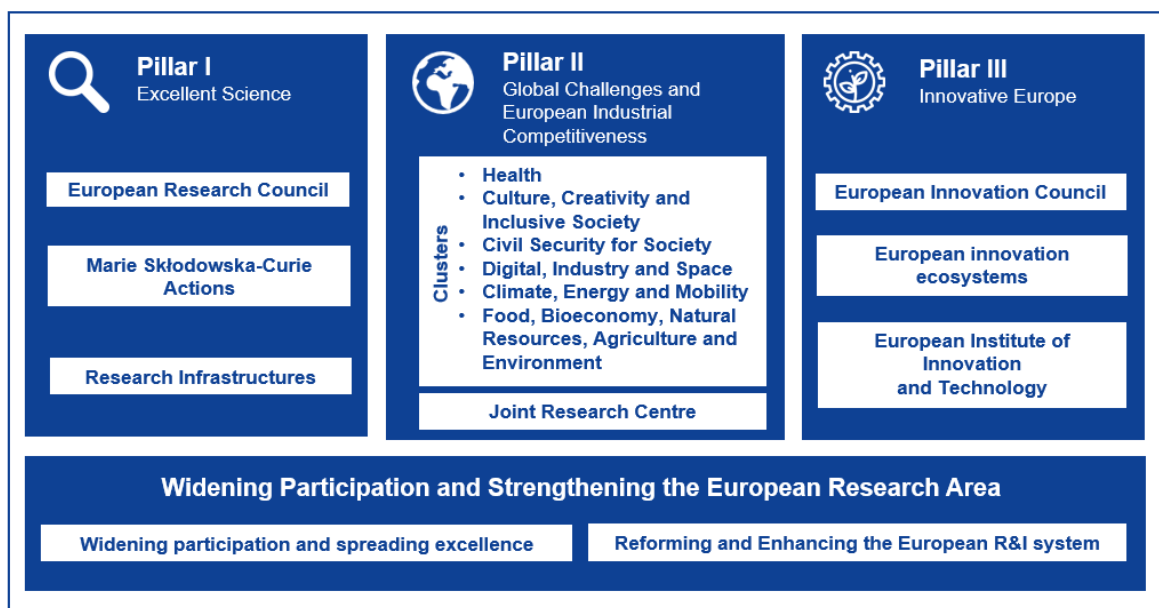 Pillar I
Excellent Science
European Research Council
Marie Skłodowska-Curie
Actions
Research Infrastructures
Pillar II
Global Challenges and
European Industrial
Competitiveness
Clusters
• Health
• Culture, Creativity and
Inclusive Society
• Civil Security for Society
• Digital, Industry and Space
• Climate, Energy and Mobility
• Food, Bioeconomy, Natural
Resources, Agriculture and
Environment
Joint Research Centre
Pillar III
Innovative Europe
European Innovation Council
European innovation
ecosystems
European Institute of
Innovation
and Technology
Widening Participation and Strengthening the European Research Area
Widening participation and spreading excellence
Reforming and Enhancing the European R&I system